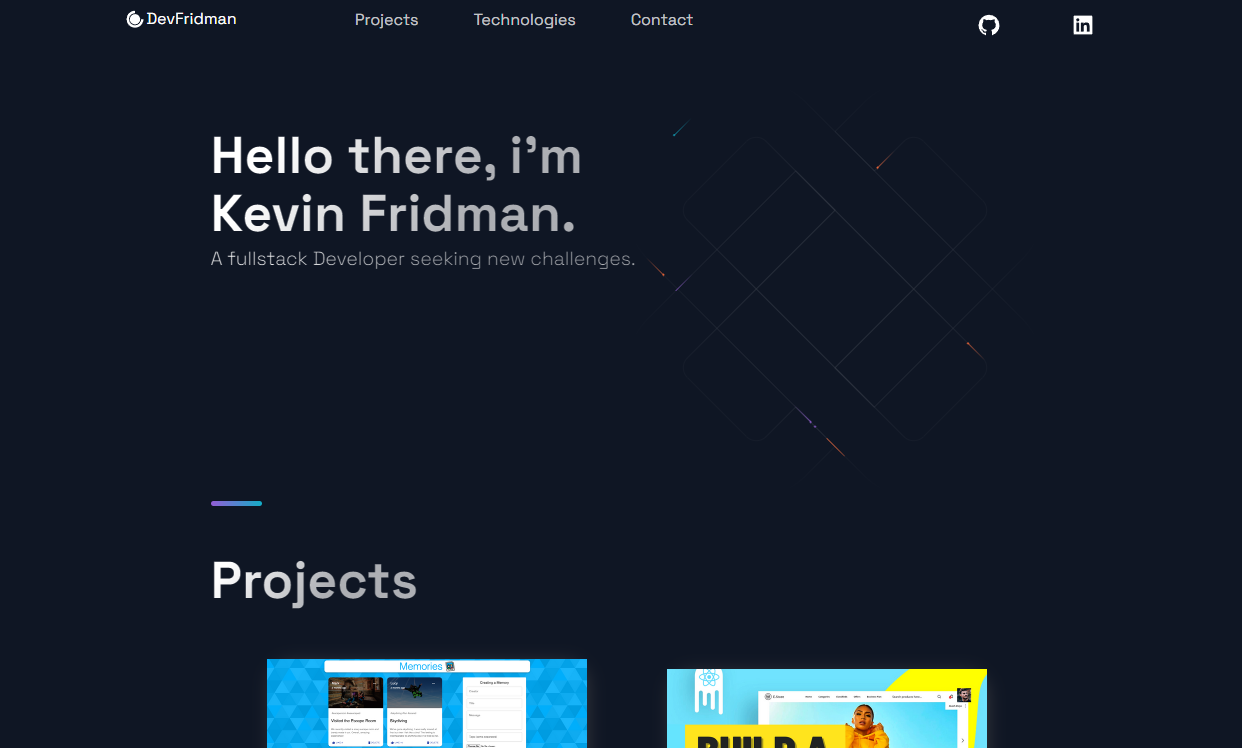 DevFridman
Projects
Technologies
Contact
Hello there, i'm
Kevin Fridman.
A fullstack Developer seeking new challenges.
Projects
Memories
Creating a Memory
Visited the Escape Room
Skydiving
BUILD A